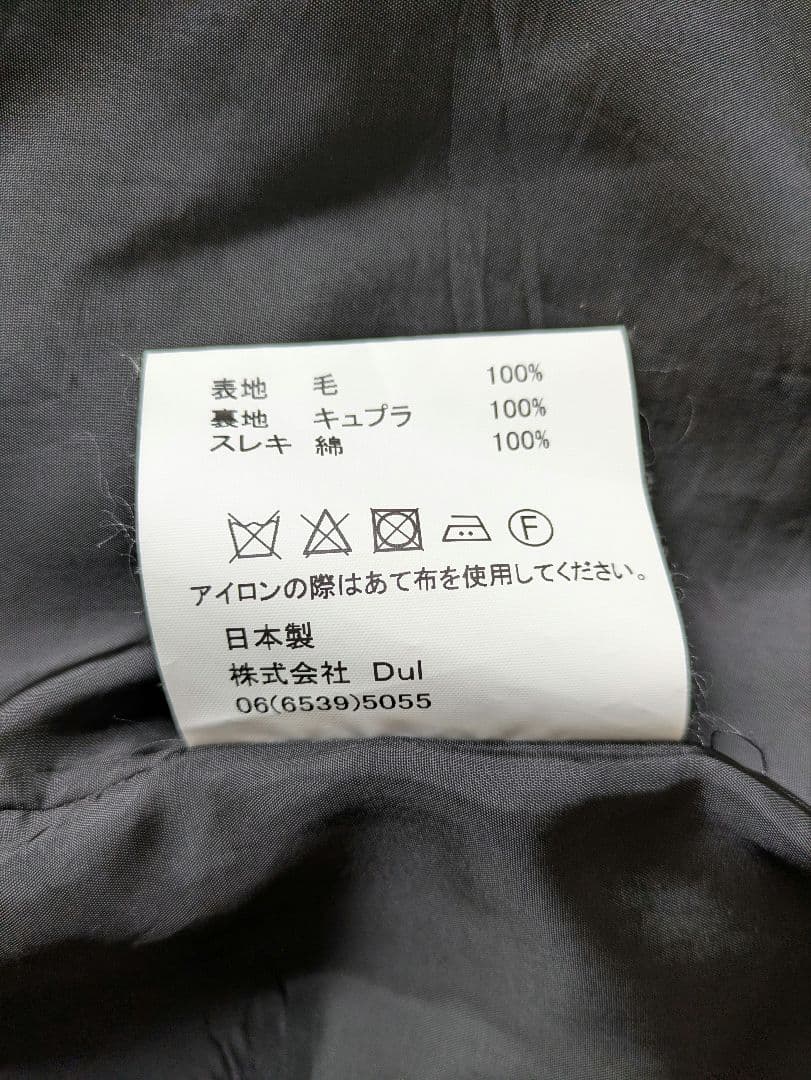 表地 毛 100%
裏地 キュプラ 100%
スレキ 綿 100%
F
アイロンの際はあて布を使用してください。
日本製
株式会社 Dul
06(6539)5055